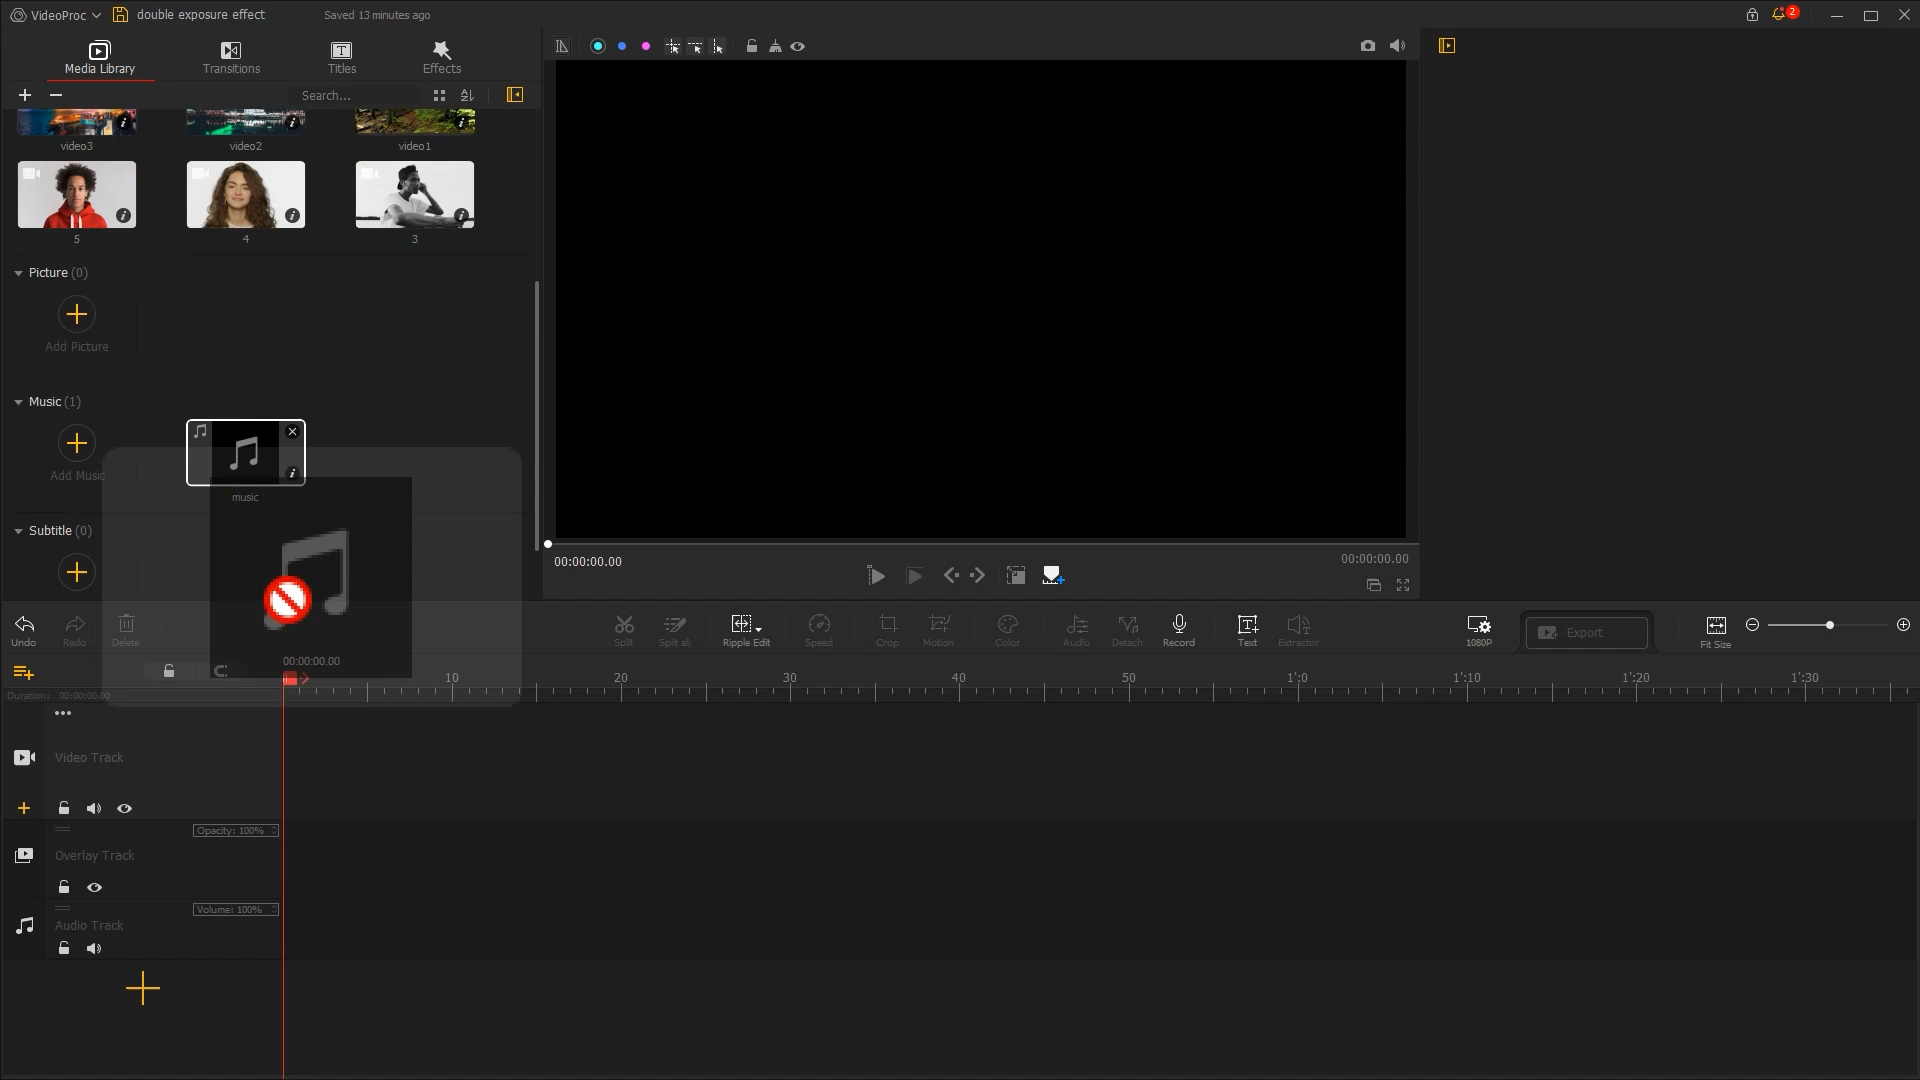 VideoProc
double exposure effect
Saved 13 minutes ago
2
Media Library
Transitions
Titles
Effects
Search...
video3
video2
video1
5
4
3
Picture (0)
Add Picture
Music (1)
Add Music
music
Subtitle (0)
00:00:00.00
00:00:00.00
Undo
Redo
Delete
Split
Split all
Ripple Edit
Speed
Crop
Motion
Color
Audio
Detach
Record
Text
Extractor
1080P
Export
Fit Size
00:00:00.00
10
20
30
40
50
1':0
1':10
1':20
1':30
Duration: 00:00:00.00
Video Track
Opacity: 100%
Overlay Track
Volume: 100%
Audio Track